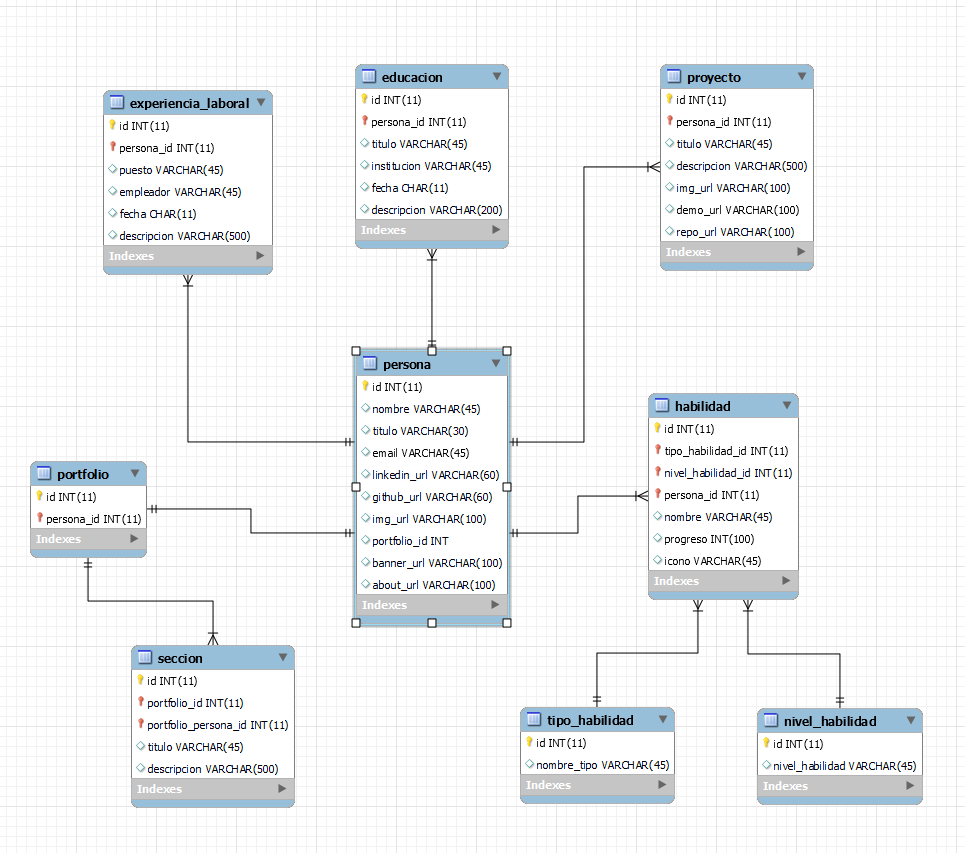 experiencia_laboral
id INT(11)
persona_id INT(11)
puesto VARCHAR(45)
empleador VARCHAR(45)
fecha CHAR(11)
descripcion VARCHAR(500)
Indexes
educacion
id INT(11)
persona_id INT(11)
titulo VARCHAR(45)
institucion VARCHAR(45)
fecha CHAR(11)
descripcion VARCHAR(200)
Indexes
proyecto
id INT(11)
persona_id INT(11)
titulo VARCHAR(45)
descripcion VARCHAR(500)
img_url VARCHAR(100)
demo_url VARCHAR(100)
repo_url VARCHAR(100)
Indexes
persona
id INT(11)
nombre VARCHAR(45)
titulo VARCHAR(30)
email VARCHAR(45)
linkedin_url VARCHAR(60)
github_url VARCHAR(60)
img_url VARCHAR(100)
portfolio_id INT
banner_url VARCHAR(100)
about_url VARCHAR(100)
Indexes
habilidad
id INT(11)
tipo_habilidad_id INT(11)
nivel_habilidad_id INT(11)
persona_id INT(11)
nombre VARCHAR(45)
progreso INT(100)
icono VARCHAR(45)
Indexes
portfolio
id INT(11)
persona_id INT(11)
Indexes
seccion
id INT(11)
portfolio_id INT(11)
portfolio_persona_id INT(11)
titulo VARCHAR(45)
descripcion VARCHAR(500)
Indexes
tipo_habilidad
id INT(11)
nombre_tipo VARCHAR(45)
Indexes
nivel_habilidad
id INT(11)
nivel_habilidad VARCHAR(45)
Indexes